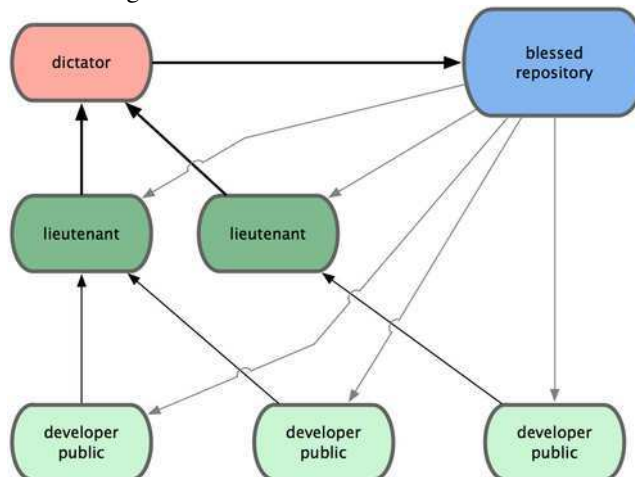 dictator
blessed
repository
lieutenant
lieutenant
developer
public
developer
public
developer
public